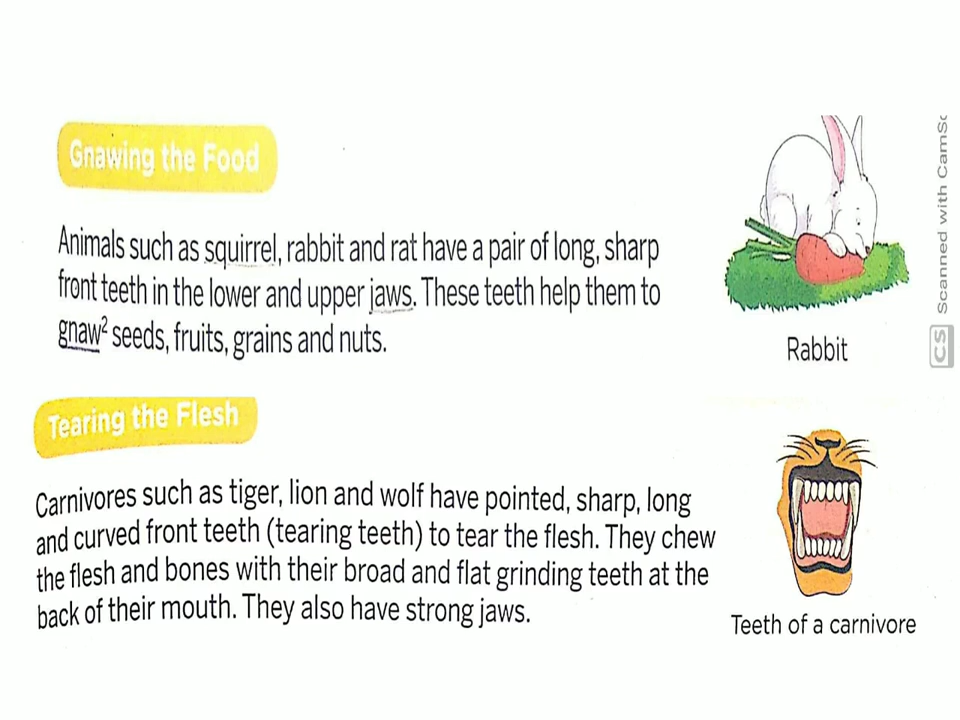 Gnawing the Food
Animals such as squirrel, rabbit and rat have a pair of long, sharp
front teeth in the lower and upper jaws. These teeth help them to
gnaw² seeds, fruits, grains and nuts.
Rabbit
Tearing the Flesh
Carnivores such as tiger, lion and wolf have pointed, sharp, long
and curved front teeth (tearing teeth) to tear the flesh. They chew
the flesh and bones with their broad and flat grinding teeth at the
back of their mouth. They also have strong jaws.
Teeth of a carnivore
CS Scanned with